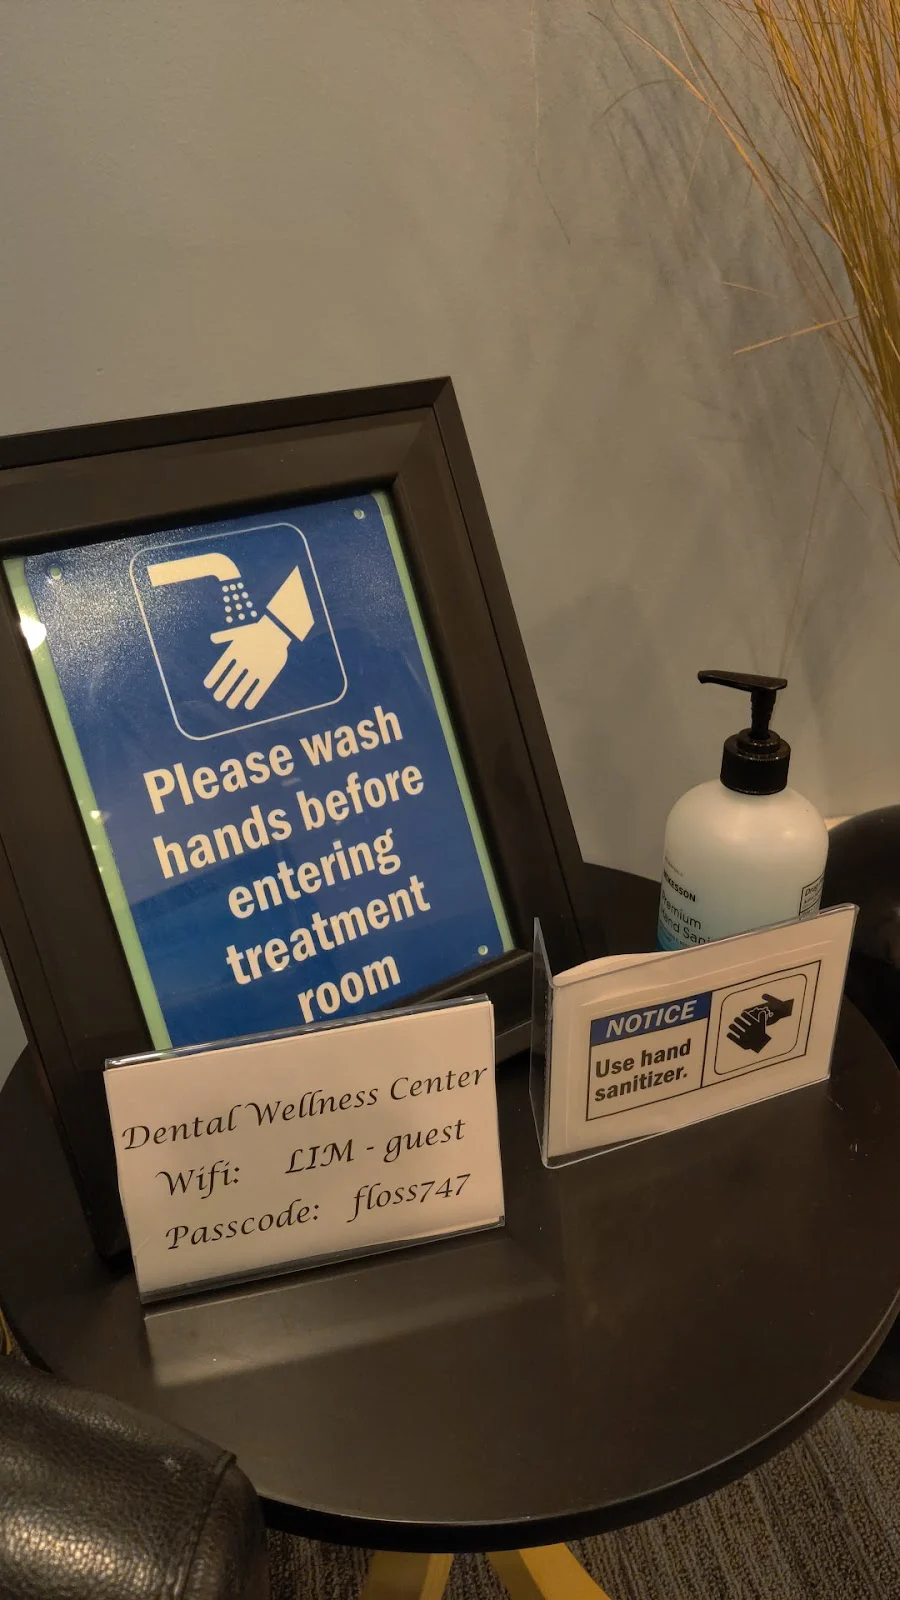 Please wash
hands before
entering
treatment
room
Dental Wellness Center
Wifi: LIM - guest
Passcode: floss747
NOTICE
Use hand
sanitizer.